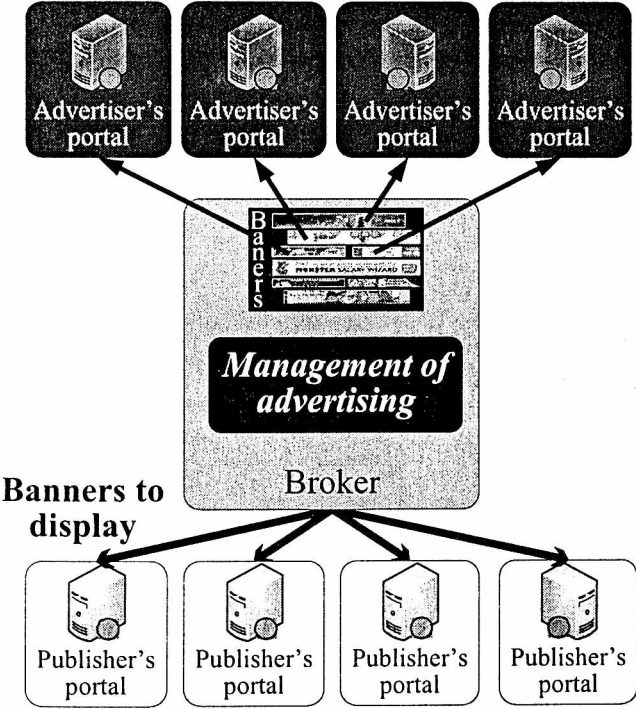 Advertiser's
portal
Advertiser's
portal
Advertiser's
portal
Advertiser's
portal
Baners
MONSTER SALARY WIZARD
Management of
advertising
Broker
Banners to
display
Publisher's
portal
Publisher's
portal
Publisher's
portal
Publisher's
portal